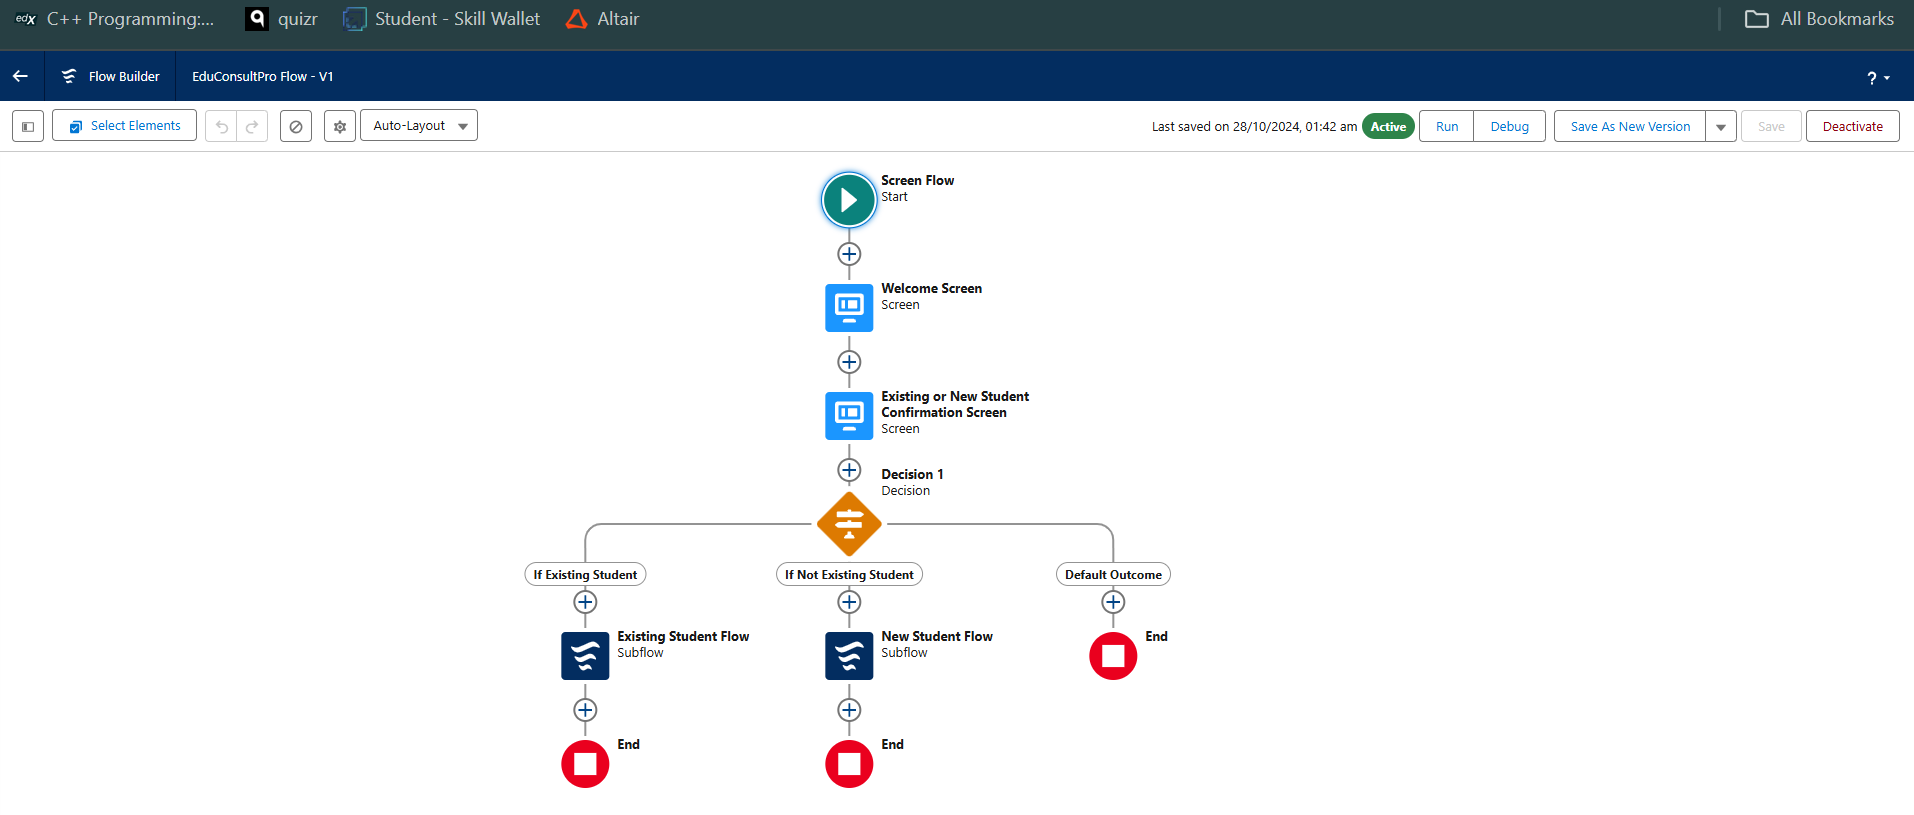 edX C++ Programming:... quizr Student - Skill Wallet Altair All Bookmarks
Flow Builder EduConsultPro Flow - V1 ?
Select Elements Auto-Layout Last saved on 28/10/2024, 01:42 am Active Run Debug Save As New Version Save Deactivate
Screen Flow
Start
Welcome Screen
Screen
Existing or New Student
Confirmation Screen
Screen
Decision 1
Decision
If Existing Student If Not Existing Student Default Outcome
Existing Student Flow New Student Flow End
Subflow Subflow
End End